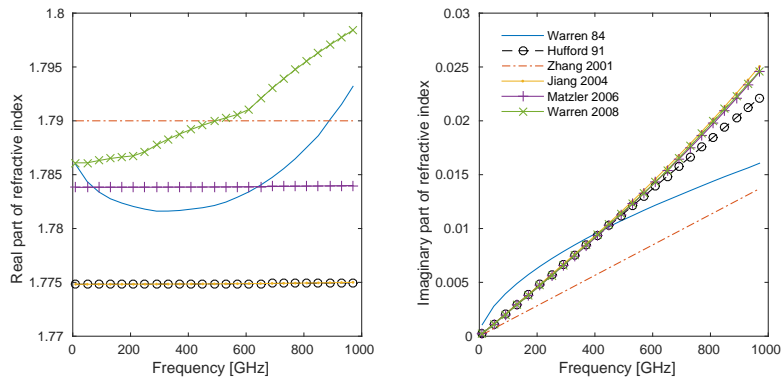 1.8
1.795
1.79
1.785
1.78
1.775
1.77
Real part of refractive index
0
200
400
600
800
1000
Frequency [GHz]
0.03
0.025
0.02
0.015
0.01
0.005
0
Imaginary part of refractive index
Warren 84
Hufford 91
Zhang 2001
Jiang 2004
Matzler 2006
Warren 2008
0
200
400
600
800
1000
Frequency [GHz]